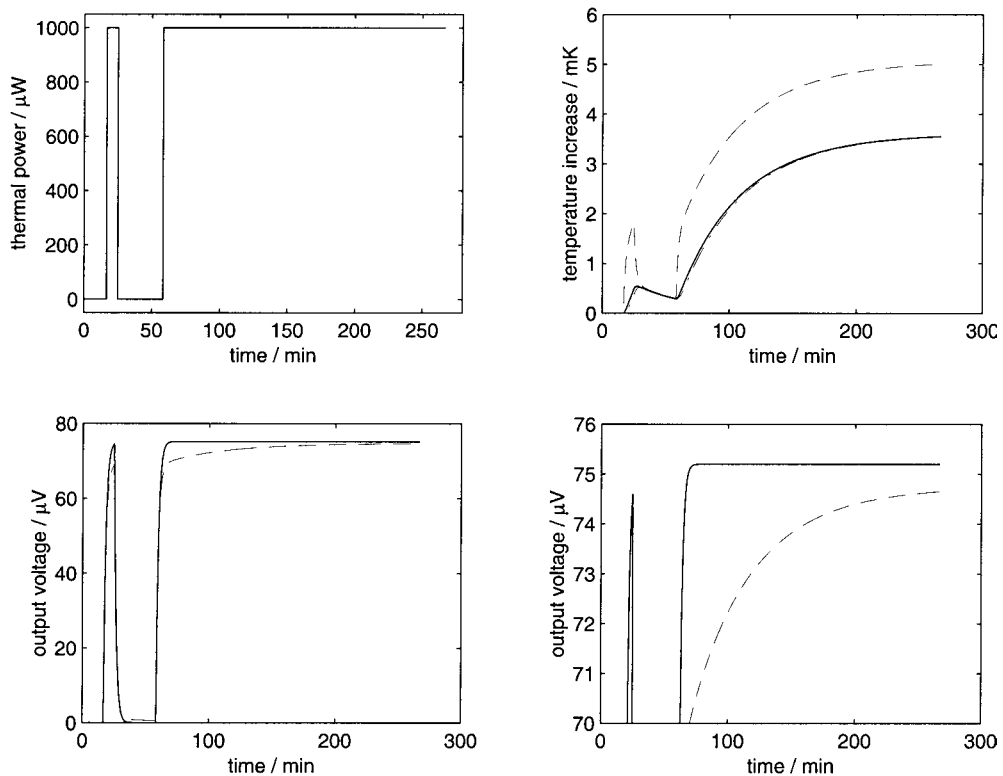 thermal power / µW
1000
800
600
400
200
0
0 50 100 150 200 250
time / min
temperature increase / mK
6
5
4
3
2
1
0
0 100 200 300
time / min
output voltage / µV
80
60
40
20
0
0 100 200 300
time / min
output voltage / µV
76
75
74
73
72
71
70
0 100 200 300
time / min